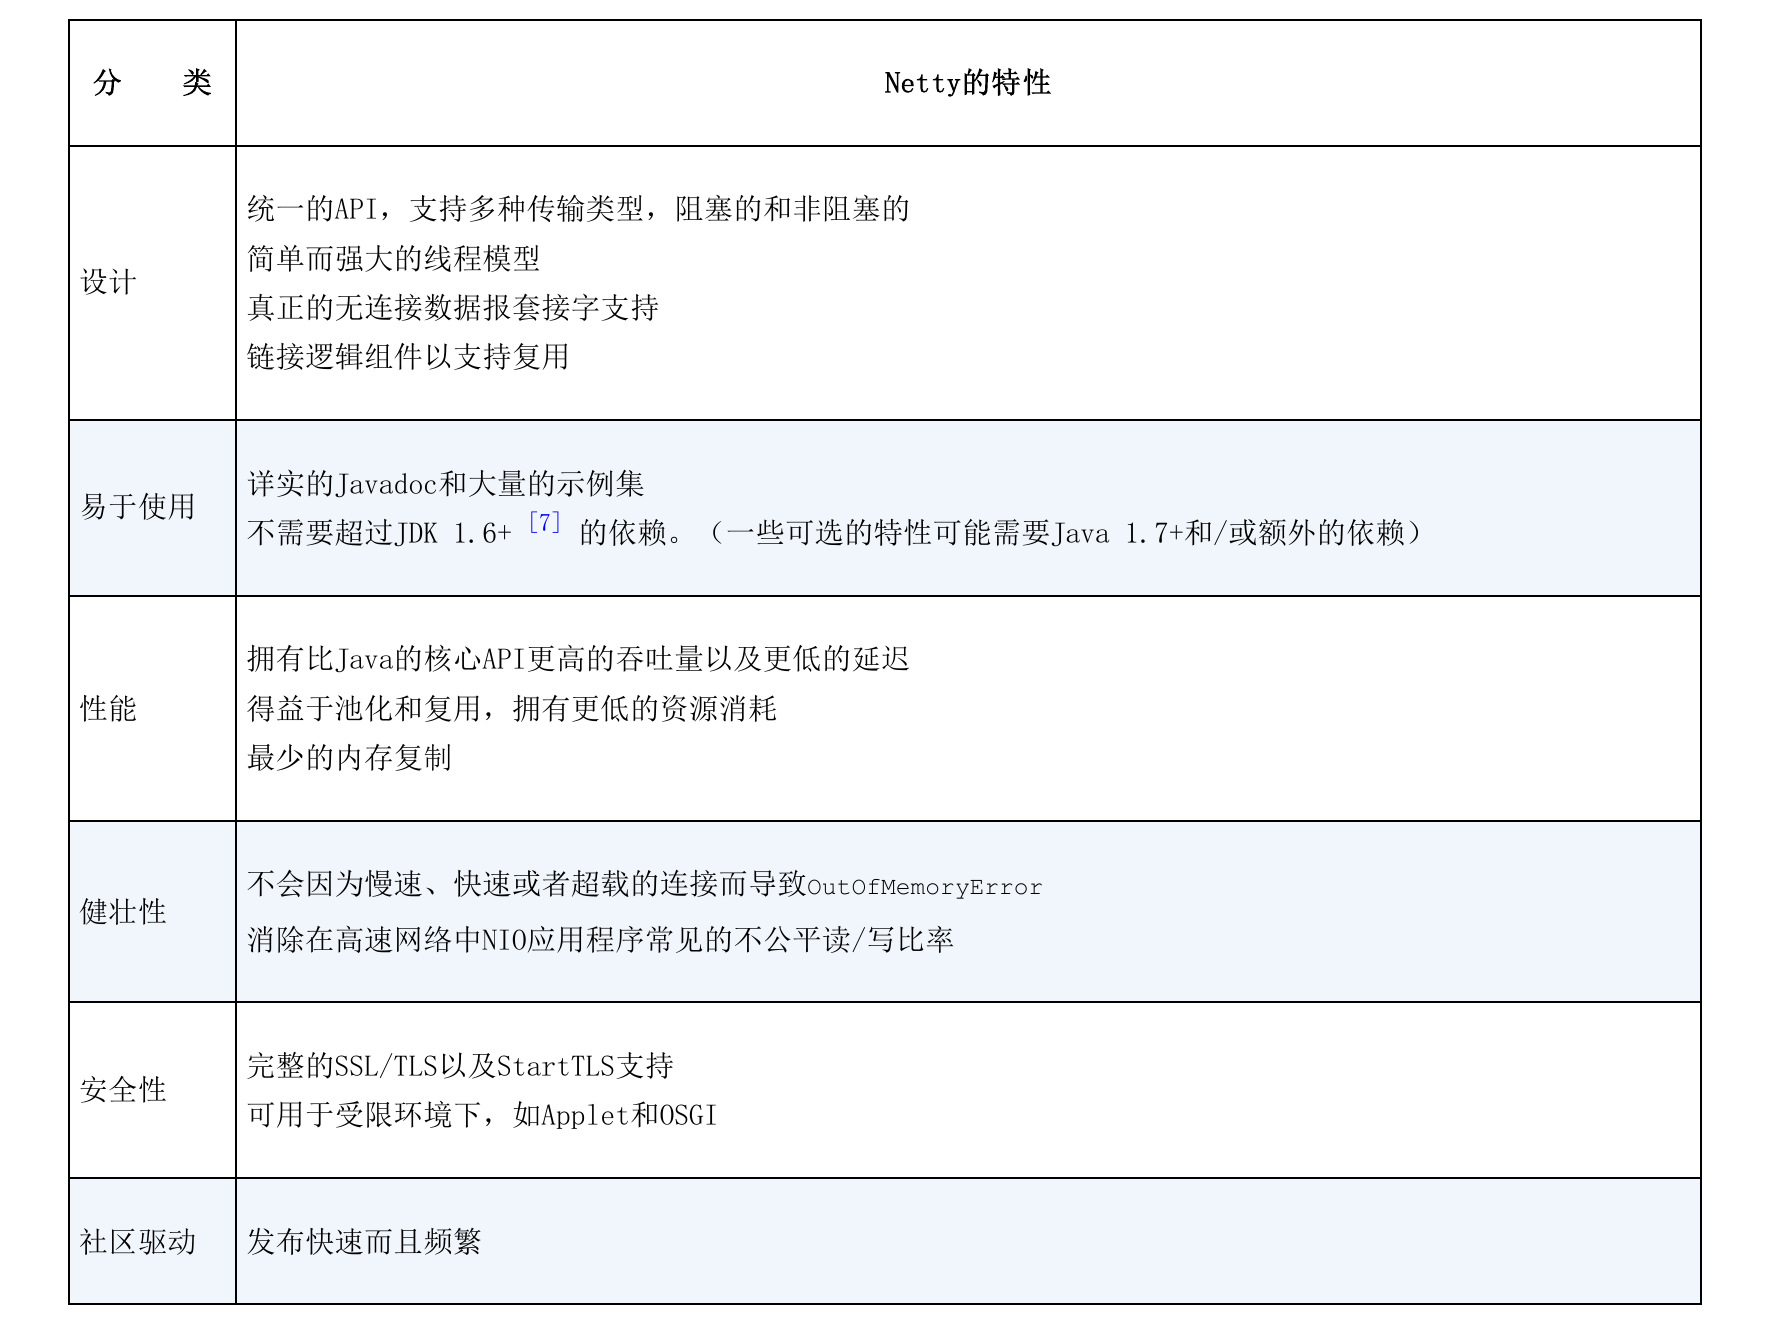 分　　类
Netty的特性
设计
统一的API，支持多种传输类型，阻塞的和非阻塞的
简单而强大的线程模型
真正的无连接数据报套接字支持
链接逻辑组件以支持复用
易于使用
详实的Javadoc和大量的示例集
不需要超过JDK 1.6+ [7] 的依赖。（一些可选的特性可能需要Java 1.7+和/或额外的依赖）
性能
拥有比Java的核心API更高的吞吐量以及更低的延迟
得益于池化和复用，拥有更低的资源消耗
最少的内存复制
健壮性
不会因为慢速、快速或者超载的连接而导致OutOfMemoryError
消除在高速网络中NIO应用程序常见的不公平读/写比率
安全性
完整的SSL/TLS以及StartTLS支持
可用于受限环境下，如Applet和OSGI
社区驱动
发布快速而且频繁